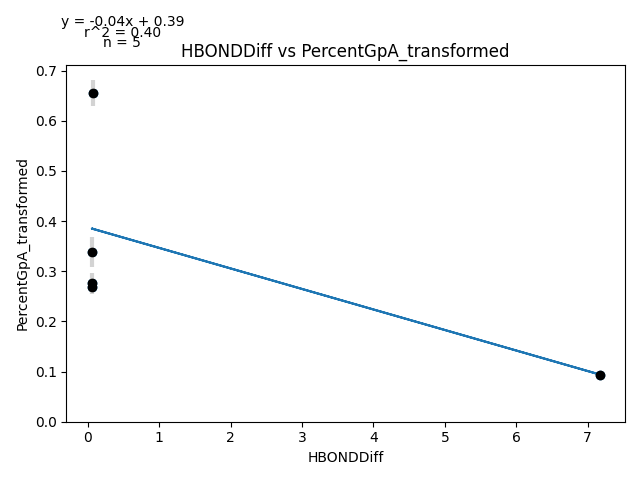 y = -0.04x + 0.39
r^2 = 0.40
n = 5
HBONDDiff vs PercentGpA_transformed
PercentGpA_transformed
0.7
0.6
0.5
0.4
0.3
0.2
0.1
0.0
0 1 2 3 4 5 6 7
HBONDDiff